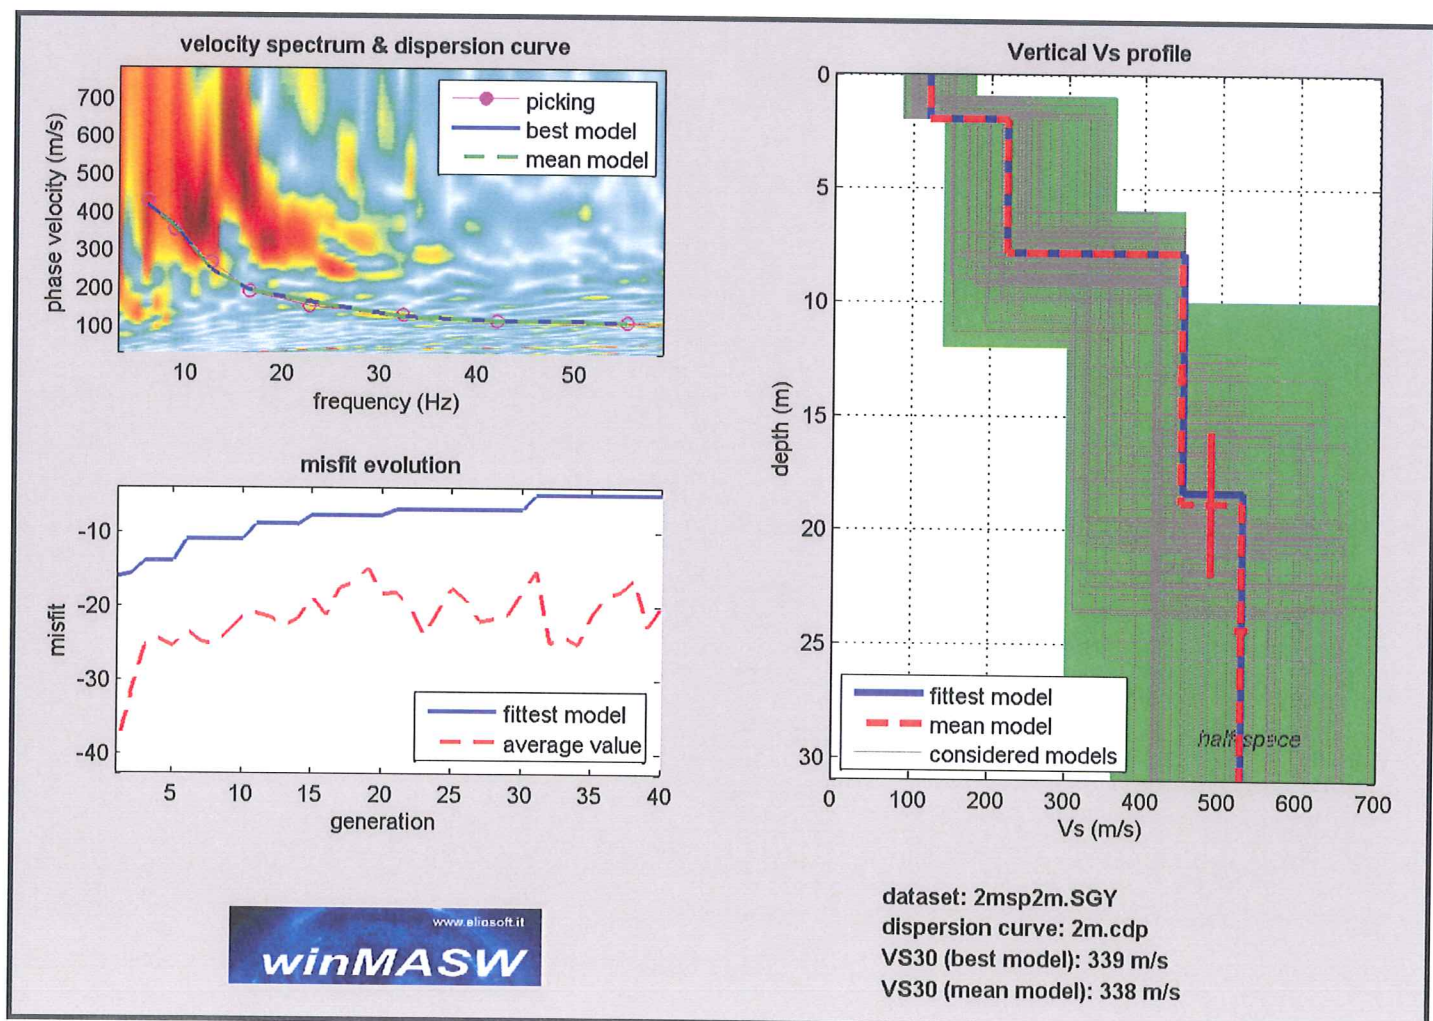 velocity spectrum & dispersion curve
phase velocity (m/s)
700
600
500
400
300
200
100
picking
best model
mean model
10
20
30
40
50
frequency (Hz)
misfit evolution
misfit
-10
-20
-30
-40
fittest model
average value
5
10
15
20
25
30
35
40
generation
www.eliosoft.it
winMASW
Vertical Vs profile
depth (m)
0
5
10
15
20
25
30
fittest model
mean model
considered models
half-space
0
100
200
300
400
500
600
700
Vs (m/s)
dataset: 2msp2m.SGY
dispersion curve: 2m.cdp
VS30 (best model): 339 m/s
VS30 (mean model): 338 m/s